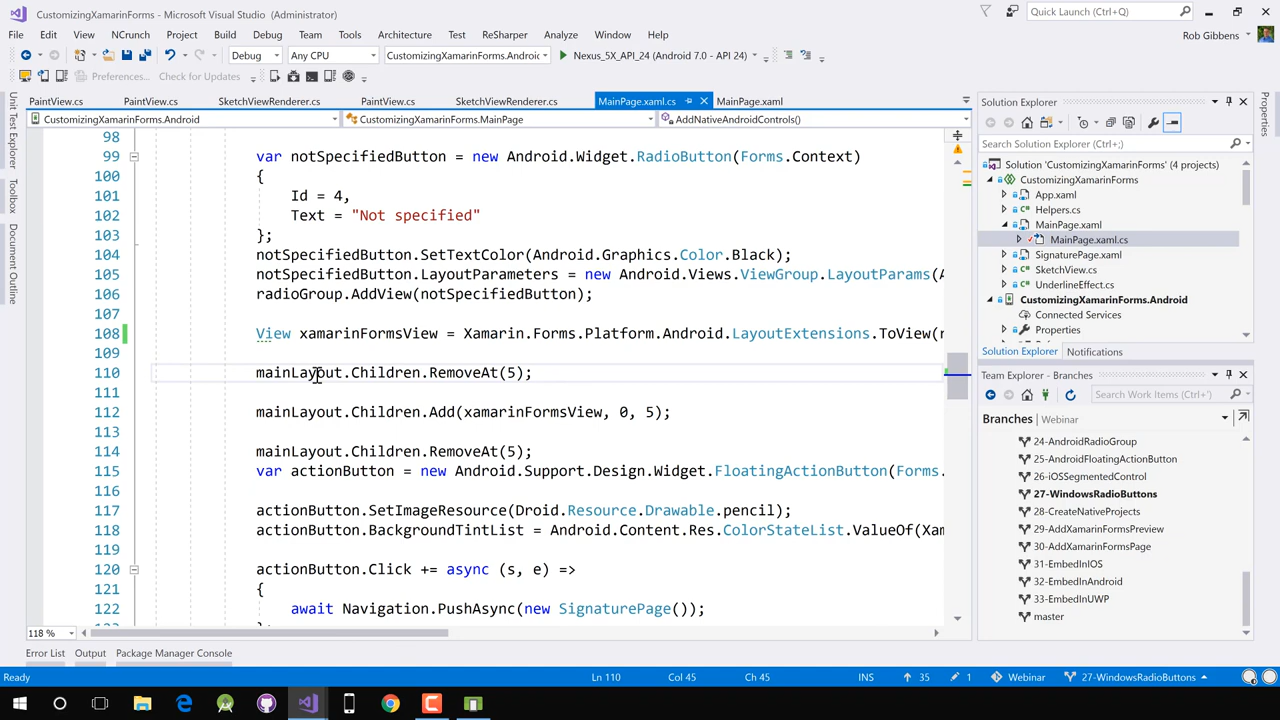 CustomizingXamarinForms - Microsoft Visual Studio (Administrator)
Quick Launch (Ctrl+Q)
File Edit View NCrunch Project Build Debug Team Tools Architecture Test ReSharper Analyze Window Help
Rob Gibbens
Debug Any CPU CustomizingXamarinForms.Androi Nexus_5X_API_24 (Android 7.0 - API 24)
Preferences... Check for Updates
PaintView.cs PaintView.cs SketchViewRenderer.cs PaintView.cs SketchViewRenderer.cs MainPage.xaml.cs MainPage.xaml
CustomizingXamarinForms.Android CustomizingXamarinForms.MainPage AddNativeAndroidControls()
Unit Test Explorer
Toolbox
Document Outline
98
99 var notSpecifiedButton = new Android.Widget.RadioButton(Forms.Context)
100 {
101 Id = 4,
102 Text = "Not specified"
103 };
104 notSpecifiedButton.SetTextColor(Android.Graphics.Color.Black);
105 notSpecifiedButton.LayoutParameters = new Android.Views.ViewGroup.LayoutParams(A
106 radioGroup.AddView(notSpecifiedButton);
107
108 View xamarinFormsView = Xamarin.Forms.Platform.Android.LayoutExtensions.ToView(r
109
110 mainLayout.Children.RemoveAt(5);
111
112 mainLayout.Children.Add(xamarinFormsView, 0, 5);
113
114 mainLayout.Children.RemoveAt(5);
115 var actionButton = new Android.Support.Design.Widget.FloatingActionButton(Forms.
116
117 actionButton.SetImageResource(Droid.Resource.Drawable.pencil);
118 actionButton.BackgroundTintList = Android.Content.Res.ColorStateList.ValueOf(Xam
119
120 actionButton.Click += async (s, e) =>
121 {
122 await Navigation.PushAsync(new SignaturePage());
118 %
Solution Explorer
Search Solution Explorer (Ctrl+;)
Solution 'CustomizingXamarinForms' (4 projects)
CustomizingXamarinForms
App.xaml
Helpers.cs
MainPage.xaml
MainPage.xaml.cs
SignaturePage.xaml
SketchView.cs
UnderlineEffect.cs
CustomizingXamarinForms.Android
Connected Services
Properties
Solution Explorer Notifications
Team Explorer - Branches
Search Work Items (Ctrl+')
Branches Webinar
24-AndroidRadioGroup
25-AndroidFloatingActionButton
26-iOSSegmentedControl
27-WindowsRadioButtons
28-CreateNativeProjects
29-AddXamarinFormsPreview
30-AddXamarinFormsPage
31-EmbedInIOS
32-EmbedInAndroid
33-EmbedInUWP
master
Properties
Error List Output Package Manager Console
Ready Ln 110 Col 45 Ch 45 INS 35 1 Webinar 27-WindowsRadioButtons